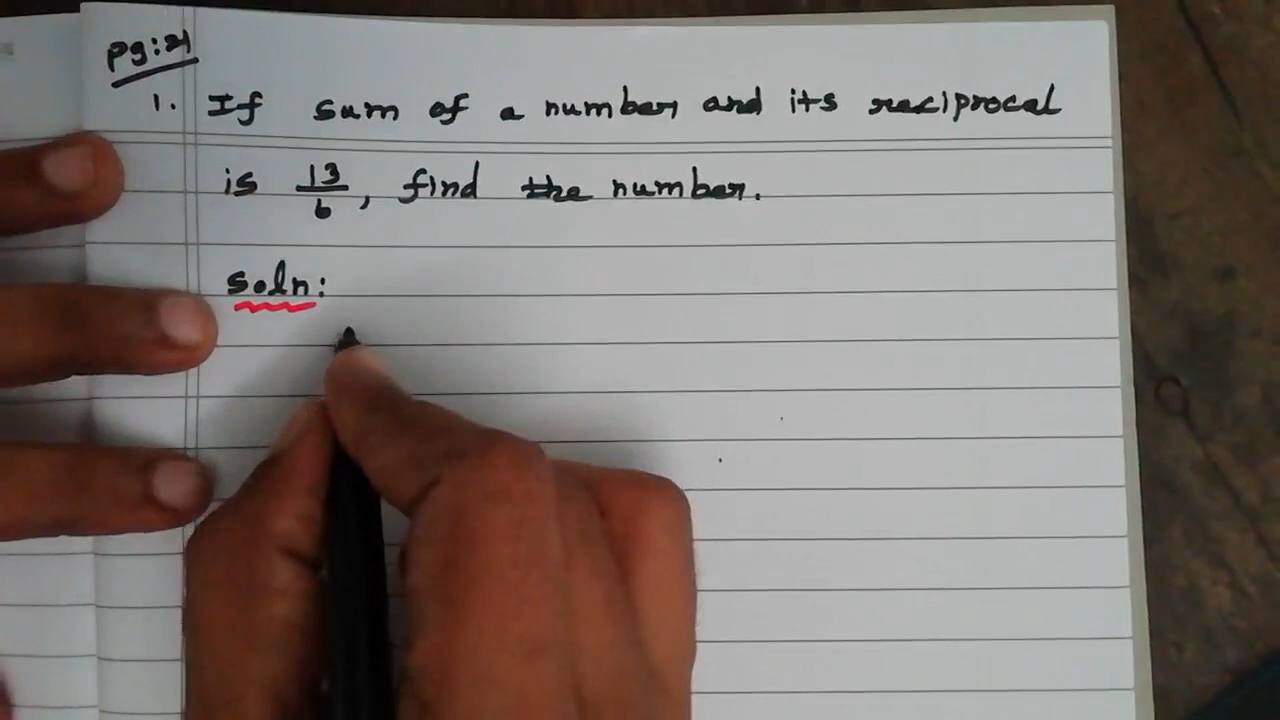 pg:21
1. If sum of a number and its reciprocal
is 13/6, find the number.
Soln: